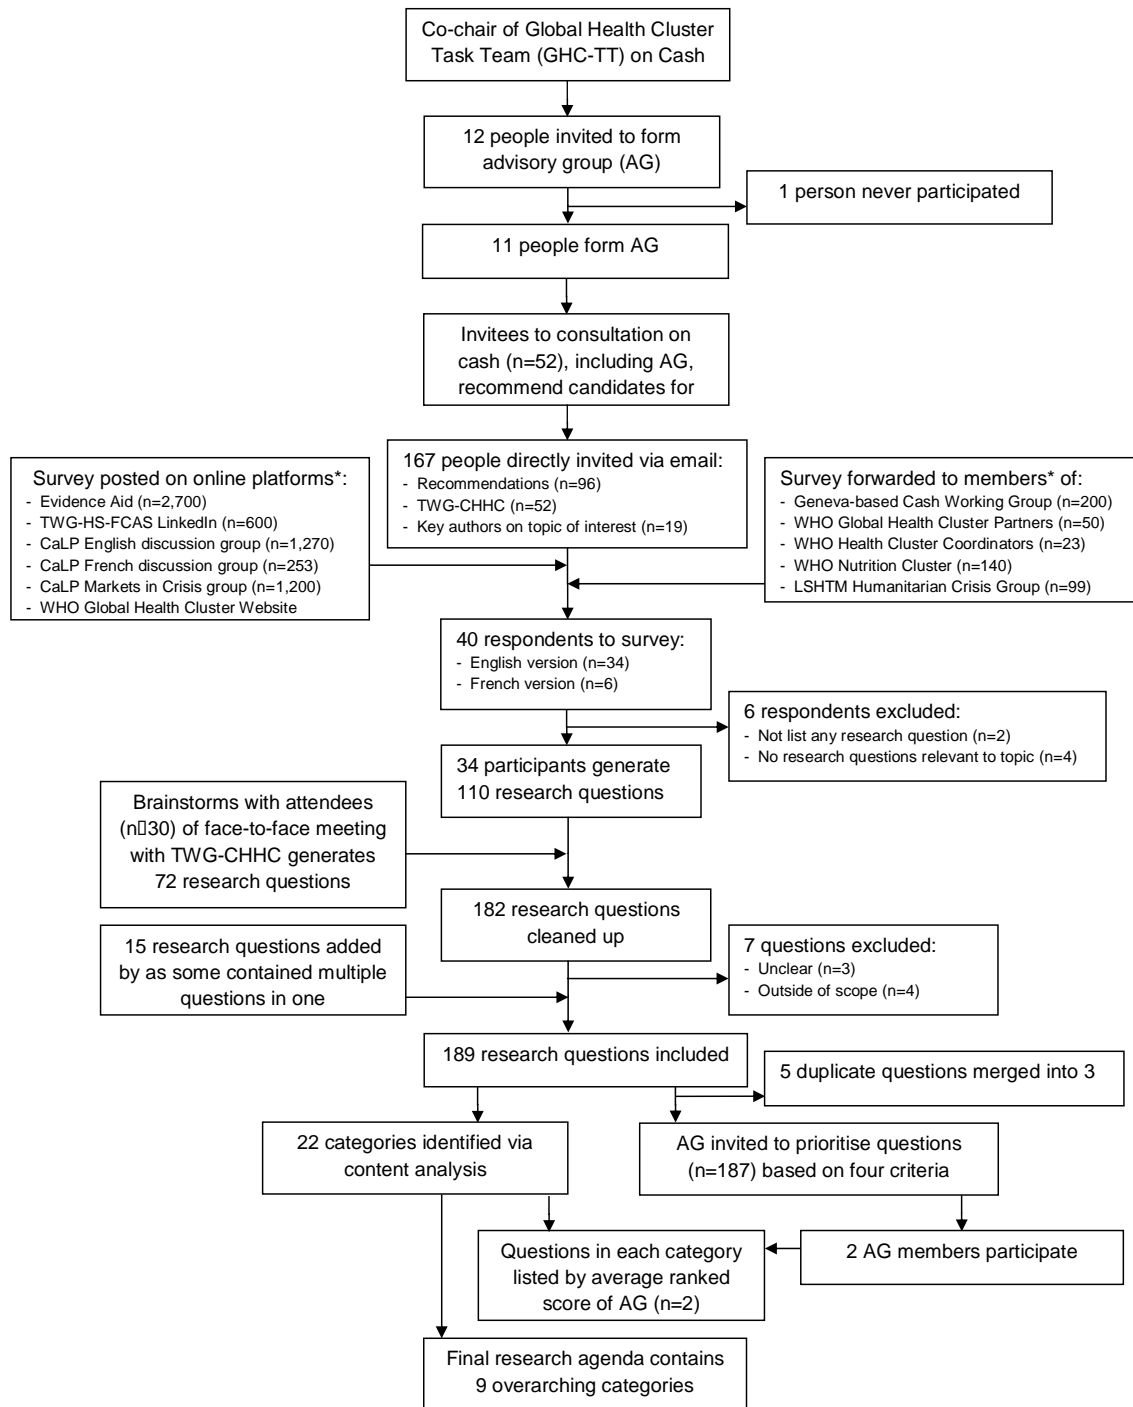 Co-chair of Global Health Cluster
Task Team (GHC-TT) on Cash
12 people invited to form
advisory group (AG)
1 person never participated
11 people form AG
Invitees to consultation on
cash (n=52), including AG,
recommend candidates for
Survey posted on online platforms*:
- Evidence Aid (n=2,700)
- TWG-HS-FCAS LinkedIn (n=600)
- CaLP English discussion group (n=1,270)
- CaLP French discussion group (n=253)
- CaLP Markets in Crisis group (n=1,200)
- WHO Global Health Cluster Website
167 people directly invited via email:
- Recommendations (n=96)
- TWG-CHHC (n=52)
- Key authors on topic of interest (n=19)
Survey forwarded to members* of:
- Geneva-based Cash Working Group (n=200)
- WHO Global Health Cluster Partners (n=50)
- WHO Health Cluster Coordinators (n=23)
- WHO Nutrition Cluster (n=140)
- LSHTM Humanitarian Crisis Group (n=99)
40 respondents to survey:
- English version (n=34)
- French version (n=6)
6 respondents excluded:
- Not list any research question (n=2)
- No research questions relevant to topic (n=4)
34 participants generate
110 research questions
Brainstorms with attendees
(n▯30) of face-to-face meeting
with TWG-CHHC generates
72 research questions
182 research questions
cleaned up
15 research questions added
by as some contained multiple
questions in one
7 questions excluded:
- Unclear (n=3)
- Outside of scope (n=4)
189 research questions included
5 duplicate questions merged into 3
22 categories identified via
content analysis
AG invited to prioritise questions
(n=187) based on four criteria
Questions in each category
listed by average ranked
score of AG (n=2)
2 AG members participate
Final research agenda contains
9 overarching categories